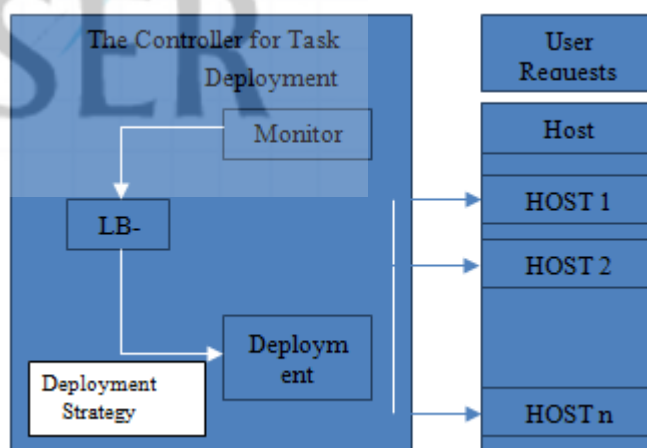 SER
The Controller for Task
Deployment
Monitor
LB-
Deploym
ent
Deployment
Strategy
User
Requests
Host
HOST 1
HOST 2
HOST n